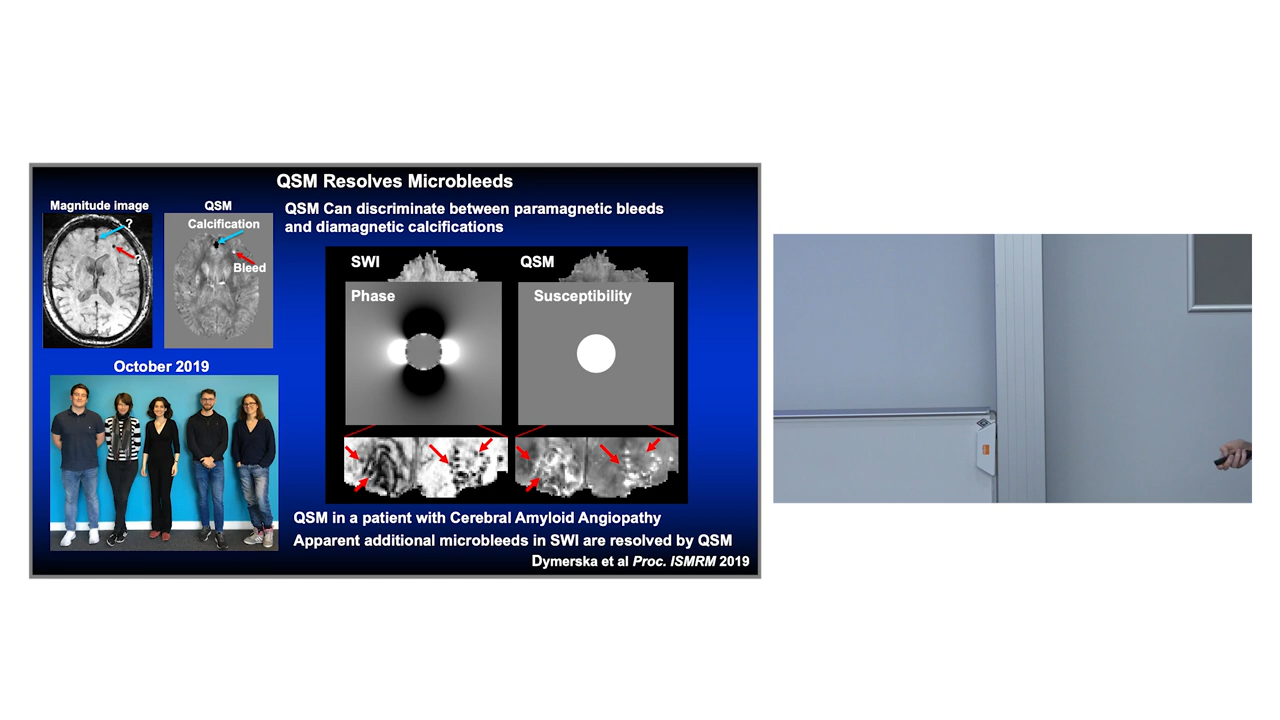 QSM Resolves Microbleeds
Magnitude image
QSM
?
?
Calcification
Bleed
QSM Can discriminate between paramagnetic bleeds
and diamagnetic calcifications
SWI
QSM
Phase
Susceptibility
October 2019
QSM in a patient with Cerebral Amyloid Angiopathy
Apparent additional microbleeds in SWI are resolved by QSM
Dymerska et al Proc. ISMRM 2019